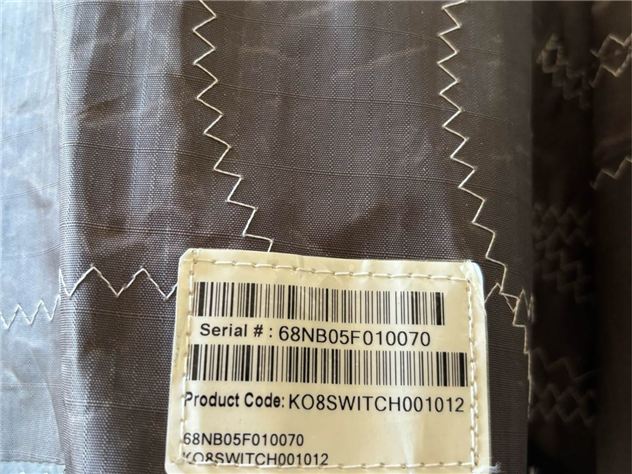 Serial # : 68NB05F010070
Product Code: KO8SWITCH001012
68NB05F010070
KO8SWITCH001012